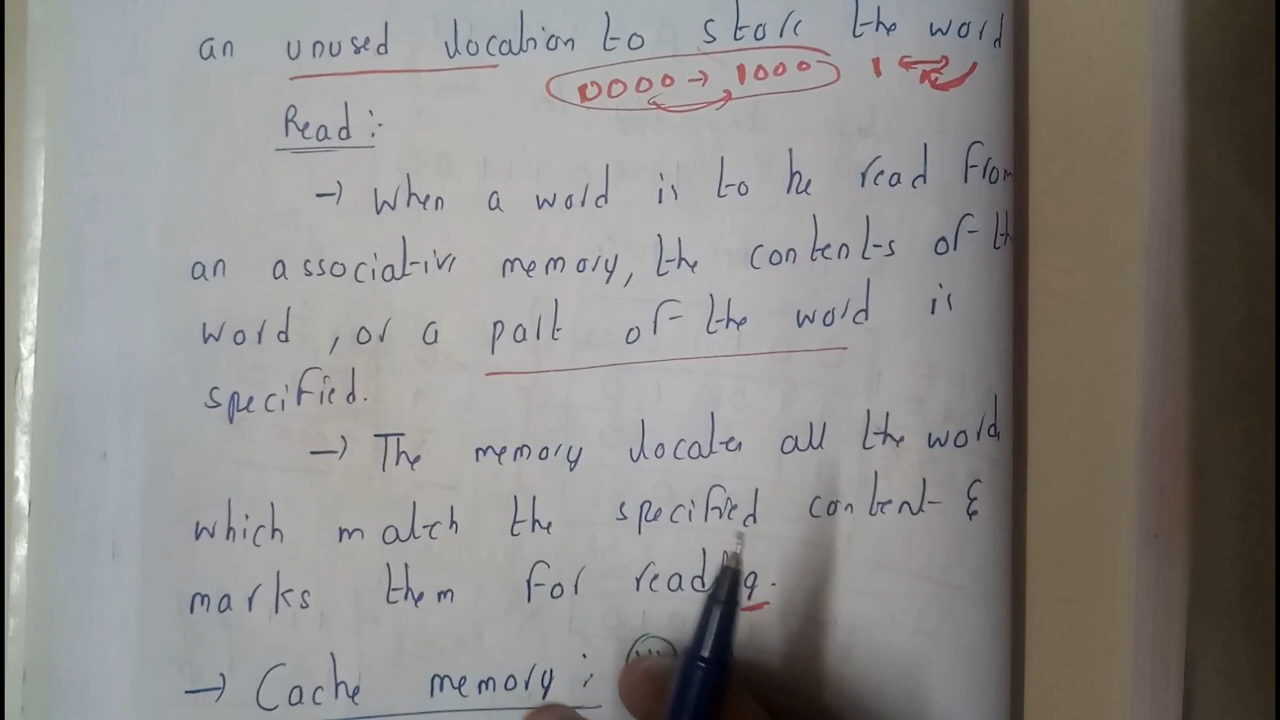 an unused location to store the word
10000 → 1000 1
Read :-
→ When a word is to be read From
an associative memory, the contents of the
word, or a part of the word is
specified.
→ The memory locates all the word
which match the specified content &
marks them for reading.
→ Cache memory :